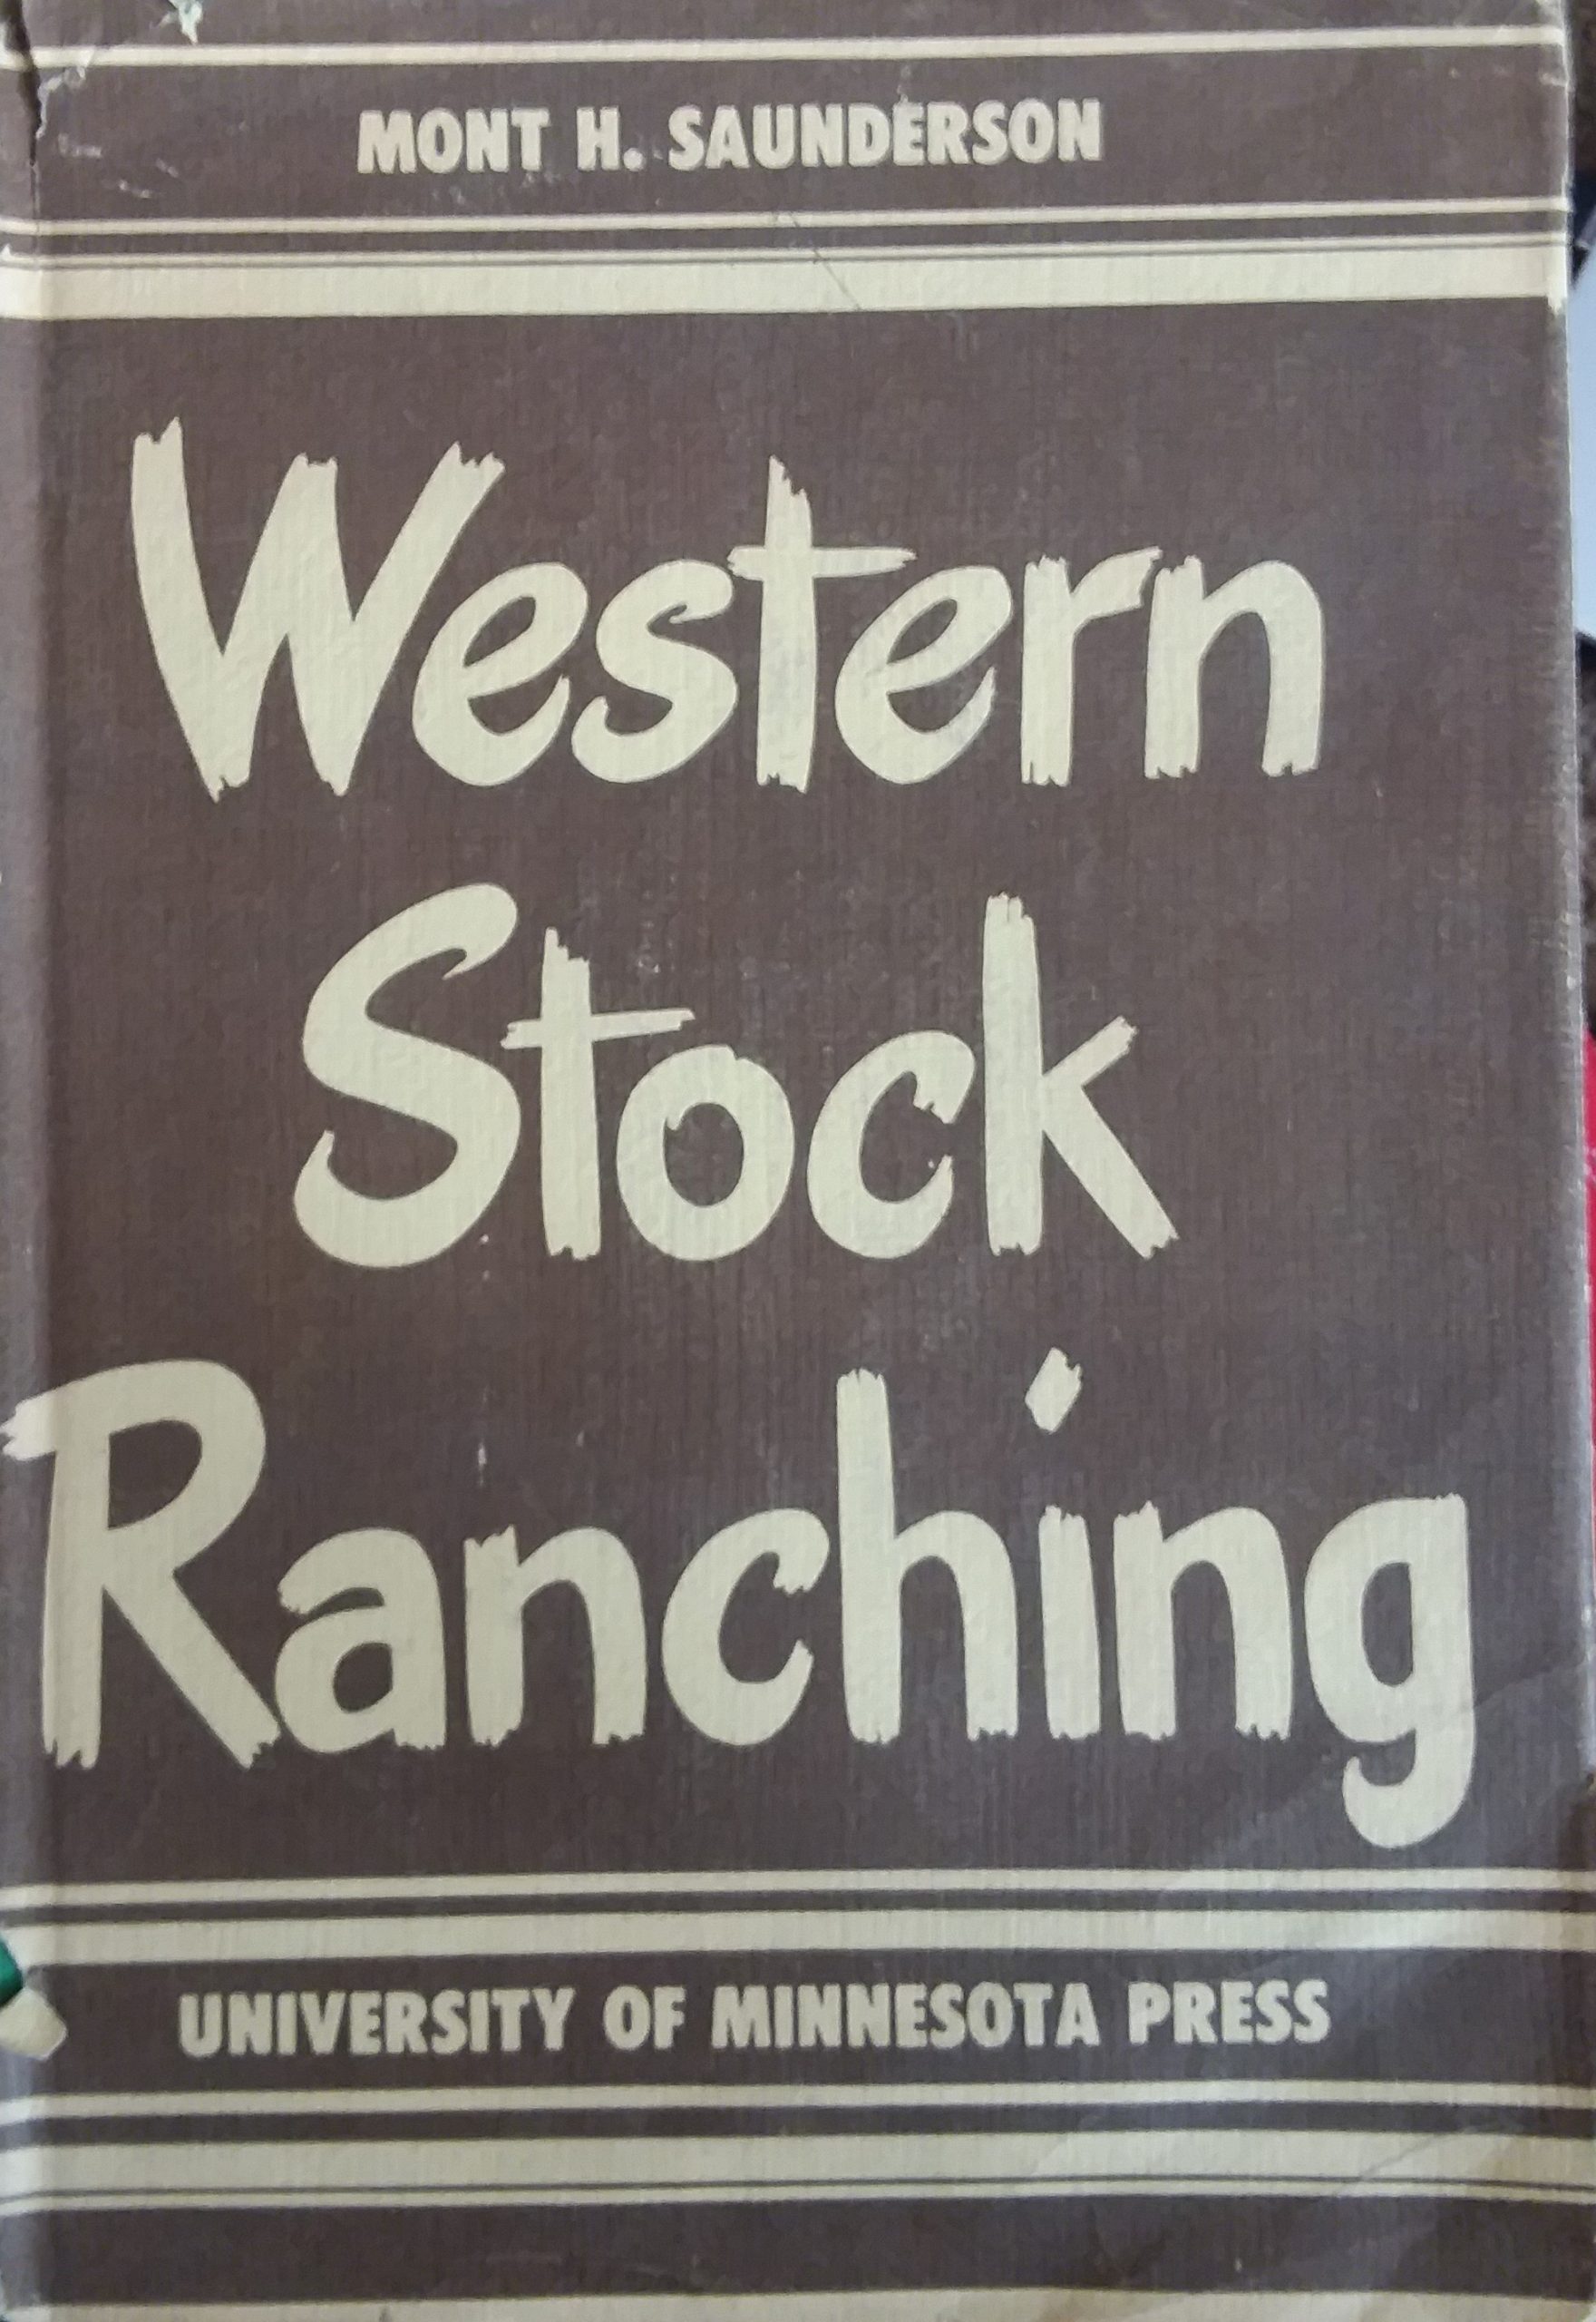 MONT H. SAUNDERSON
Western
Stock
Ranching
UNIVERSITY OF MINNESOTA PRESS